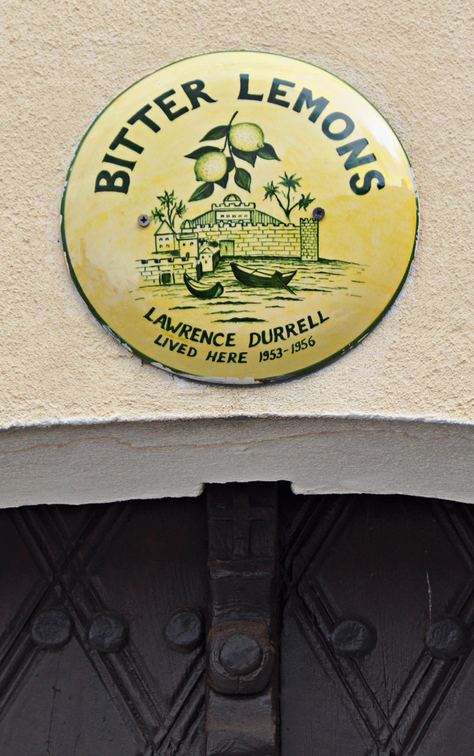 BITTER LEMONS
LAWRENCE DURRELL
LIVED HERE 1953-1956